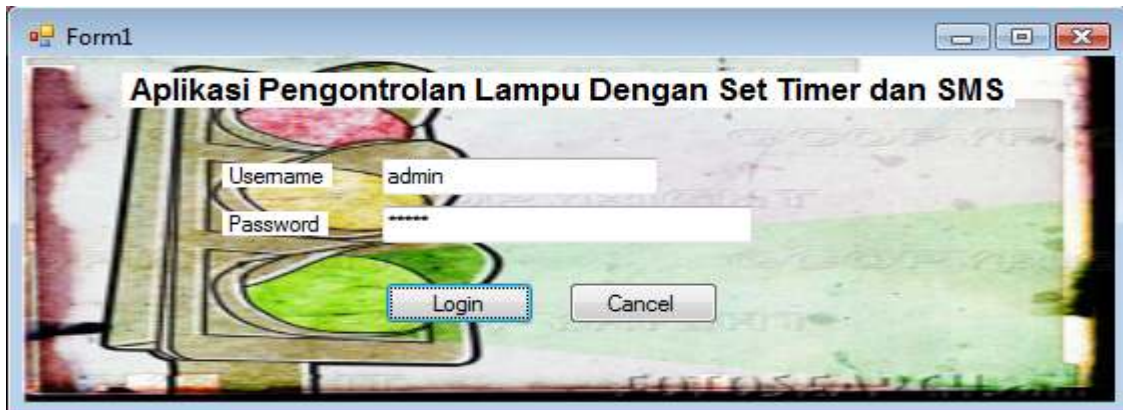 Form1
Aplikasi Pengontrolan Lampu Dengan Set Timer dan SMS
Username admin
Password *****
Login Cancel